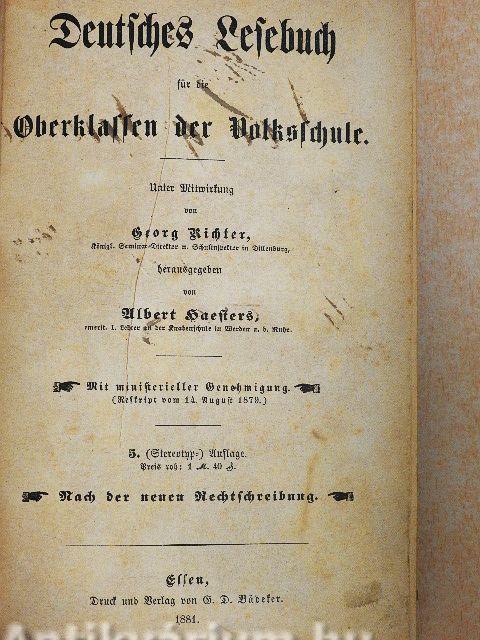 Deutsches Lesebuch
für die
Oberklassen der Volksschule.
Unter Mitwirkung
von
Georg Richter,
Königl. Seminar-Direktor u. Schulinspektor in Dillenburg,
herausgegeben
von
Albert Haesters,
emerit. 1. Lehrer an der Knabenschule in Werden a. d. Ruhr.
Mit ministerieller Genehmigung.
(Reskript vom 14. August 1879.)
5. (Stereotyp-) Auflage.
Preis roh: 1 ℳ. 40 ₰.
Nach der neuen Rechtschreibung.
Essen,
Druck und Verlag von G. D. Bädeker.
1881.
Antikvarium.hu